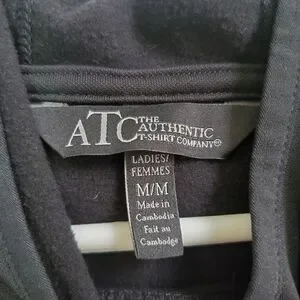 ATC THE
AUTHENTIC
T-SHIRT COMPANY
LADIES/
FEMMES
M/M
Made in
Cambodia
Fait au
Cambodge